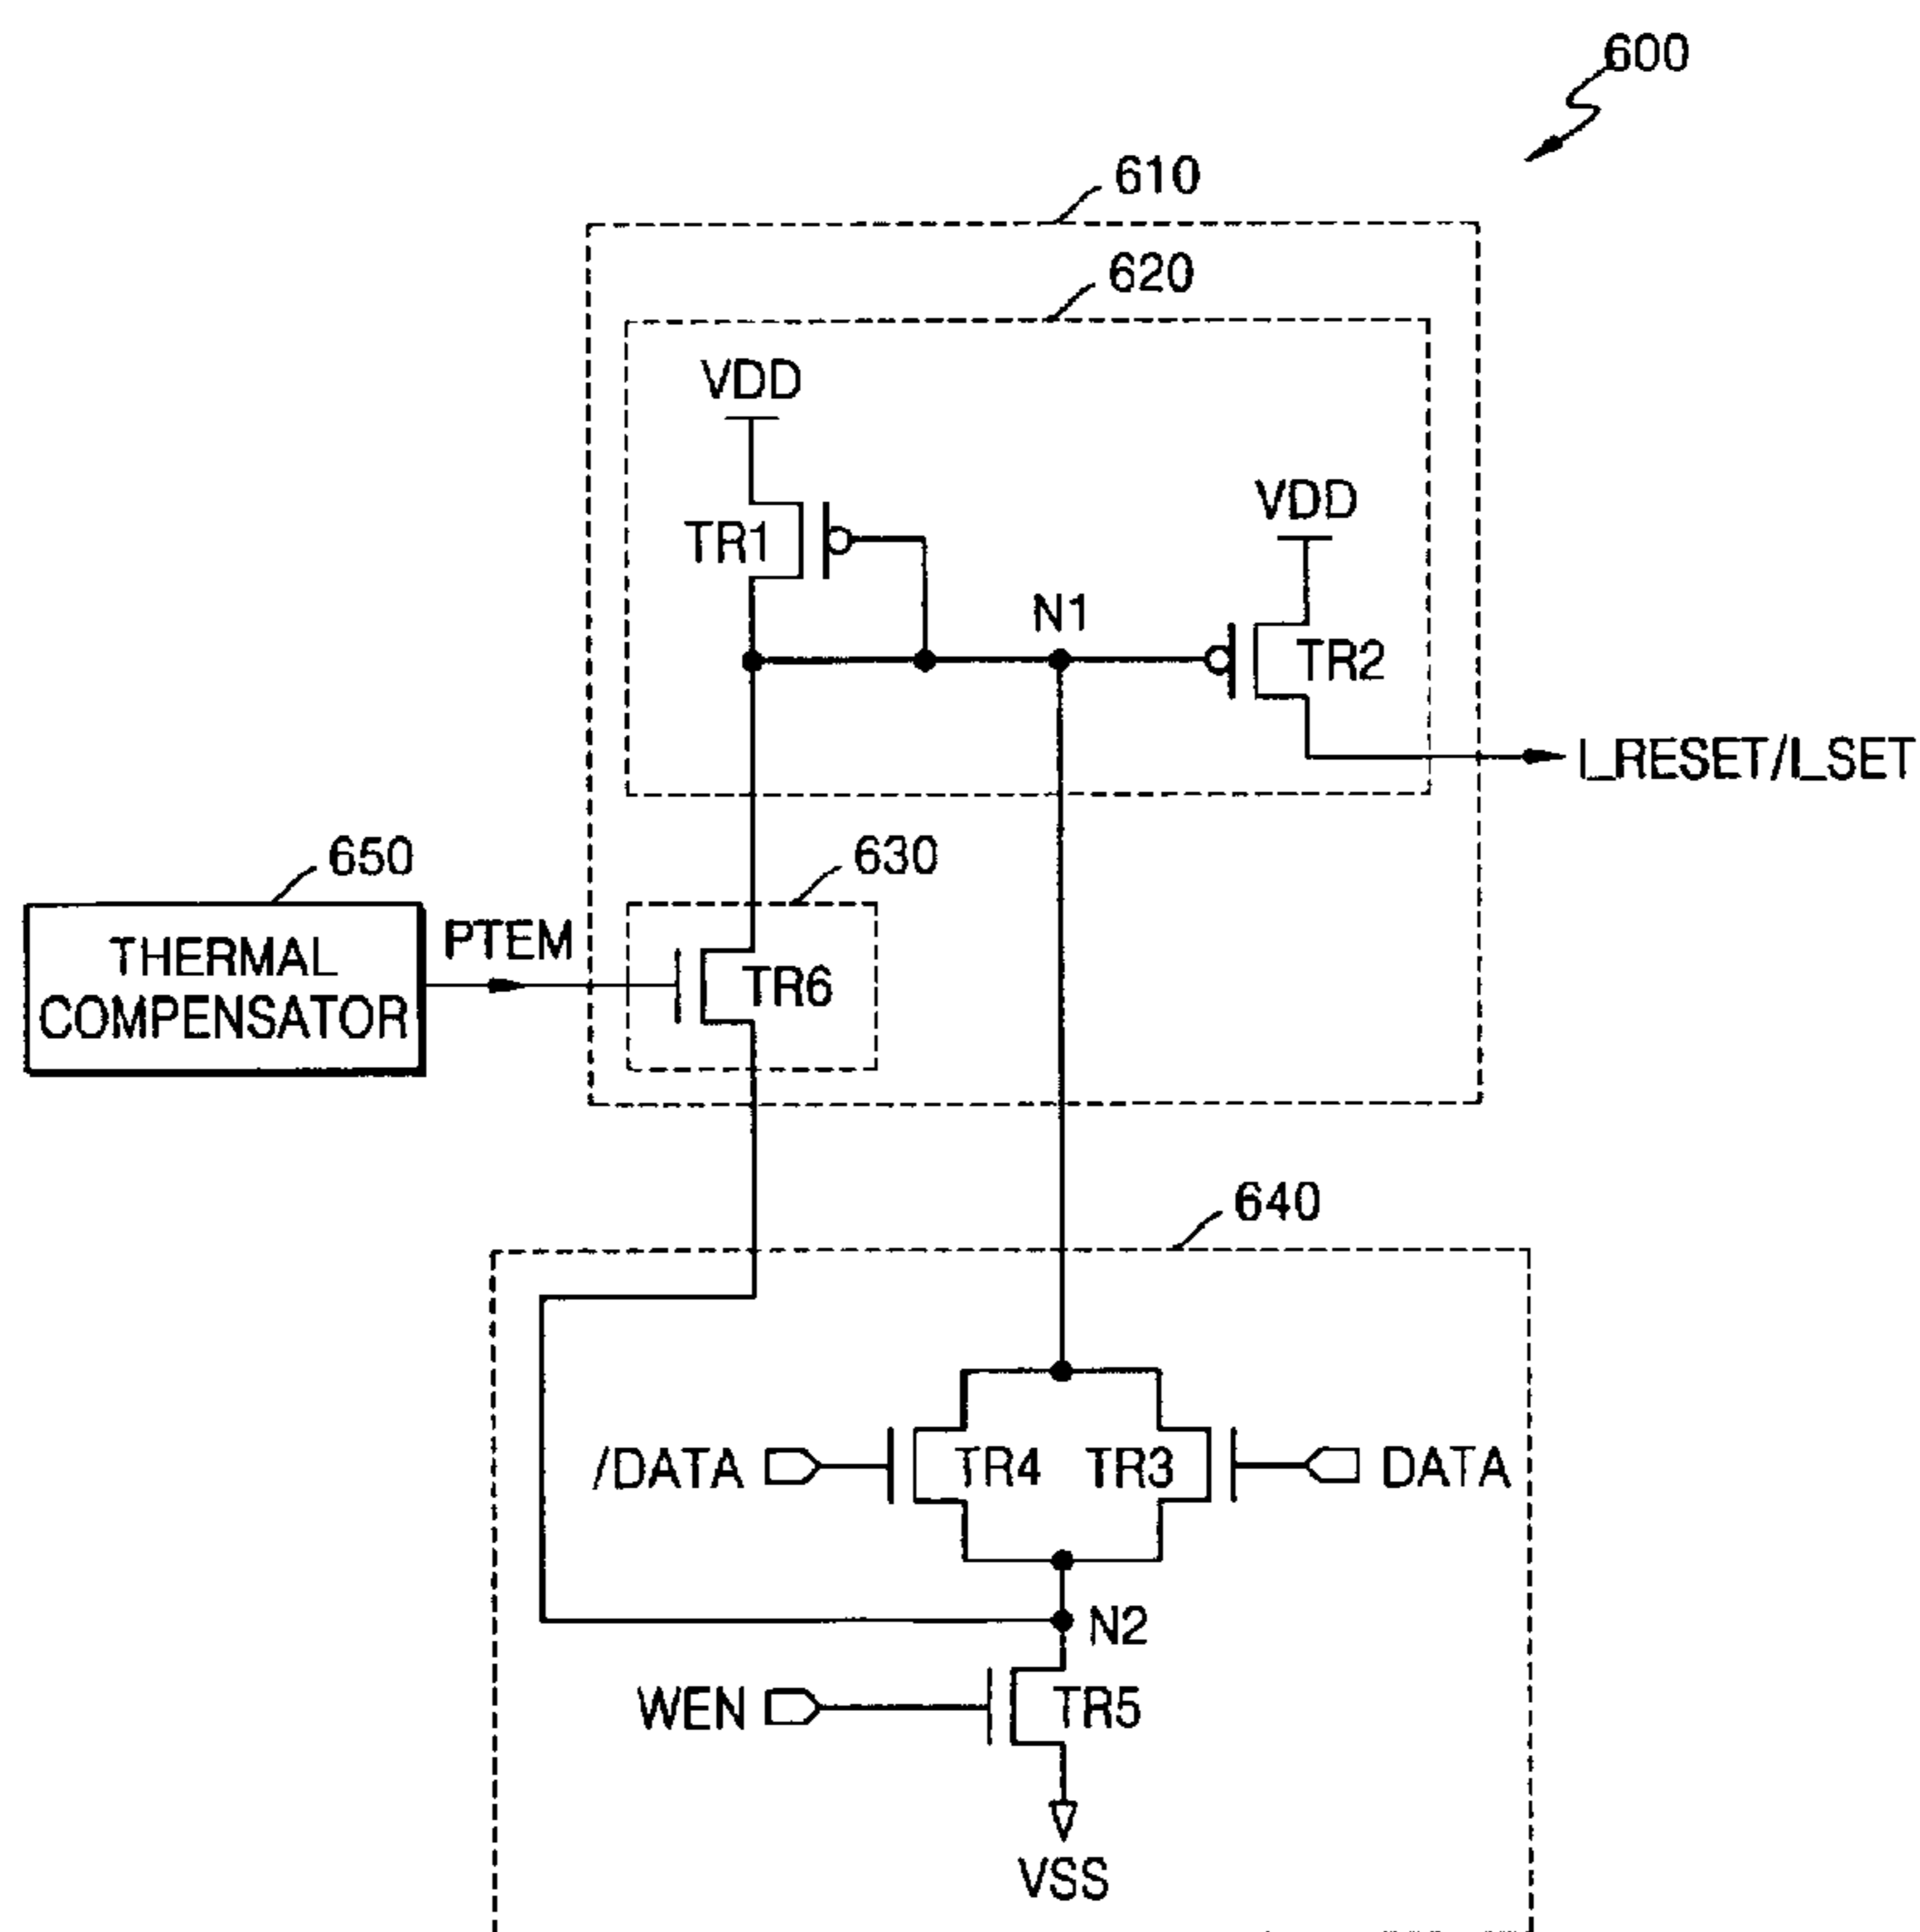 600
610
620
VDD
VDD
TR1
N1
TR2
I_RESET/I_SET
650
630
THERMAL
COMPENSATOR
PTEM
TR6
640
/DATA
TR4
TR3
DATA
N2
WEN
TR5
VSS